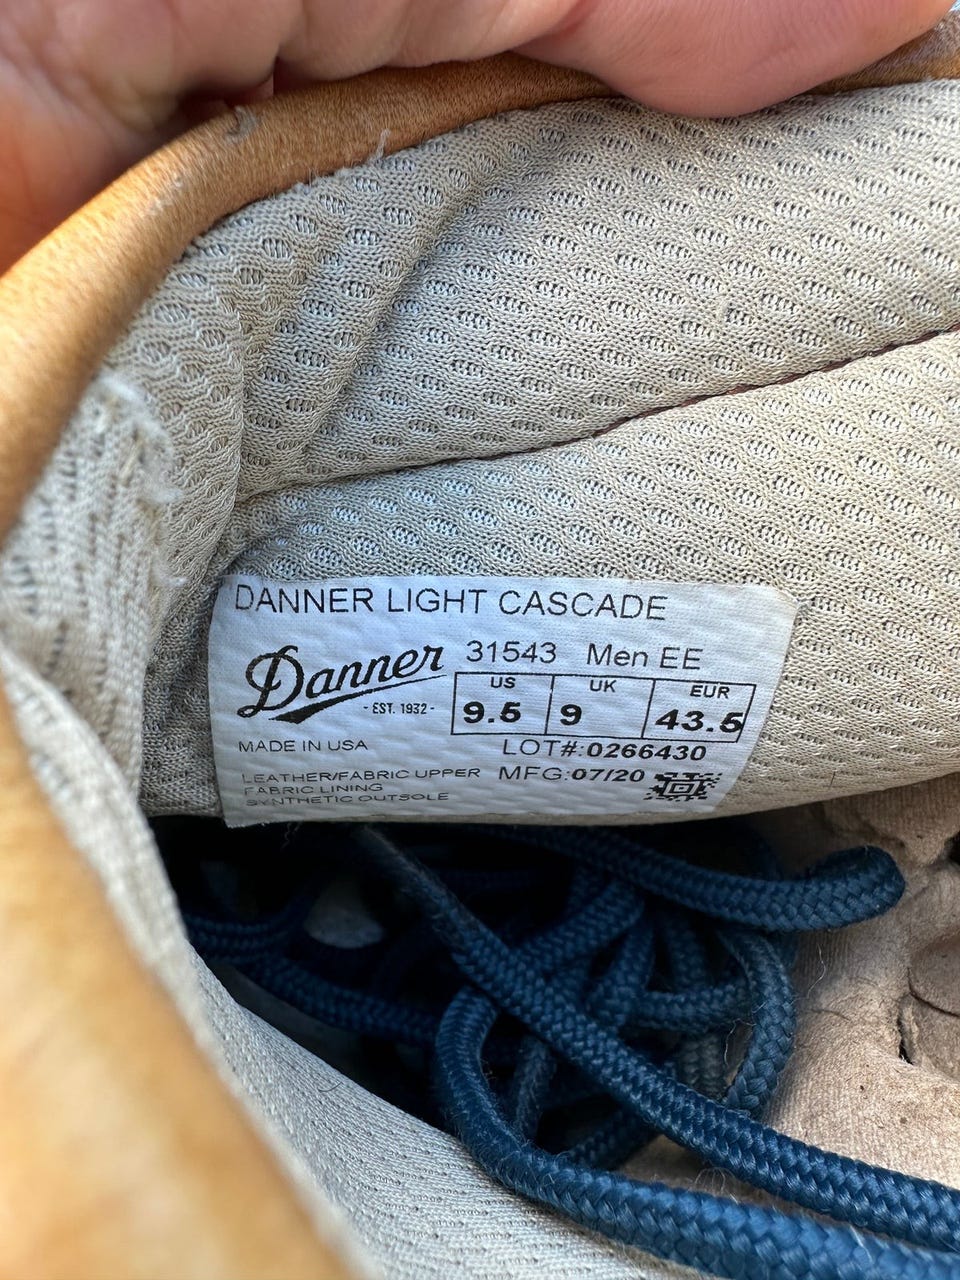 DANNER LIGHT CASCADE
Danner 31543 Men EE
- EST. 1932 -
US UK EUR
9.5 9 43.5
MADE IN USA LOT#:0266430
LEATHER/FABRIC UPPER MFG:07/20
FABRIC LINING
SYNTHETIC OUTSOLE